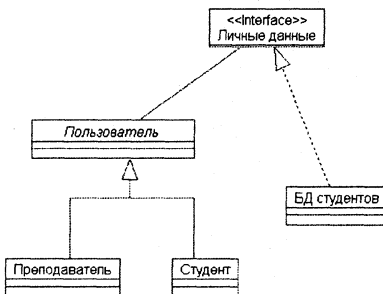 <<Interface>>
Личные данные
Пользователь
БД студентов
Преподаватель
Студент